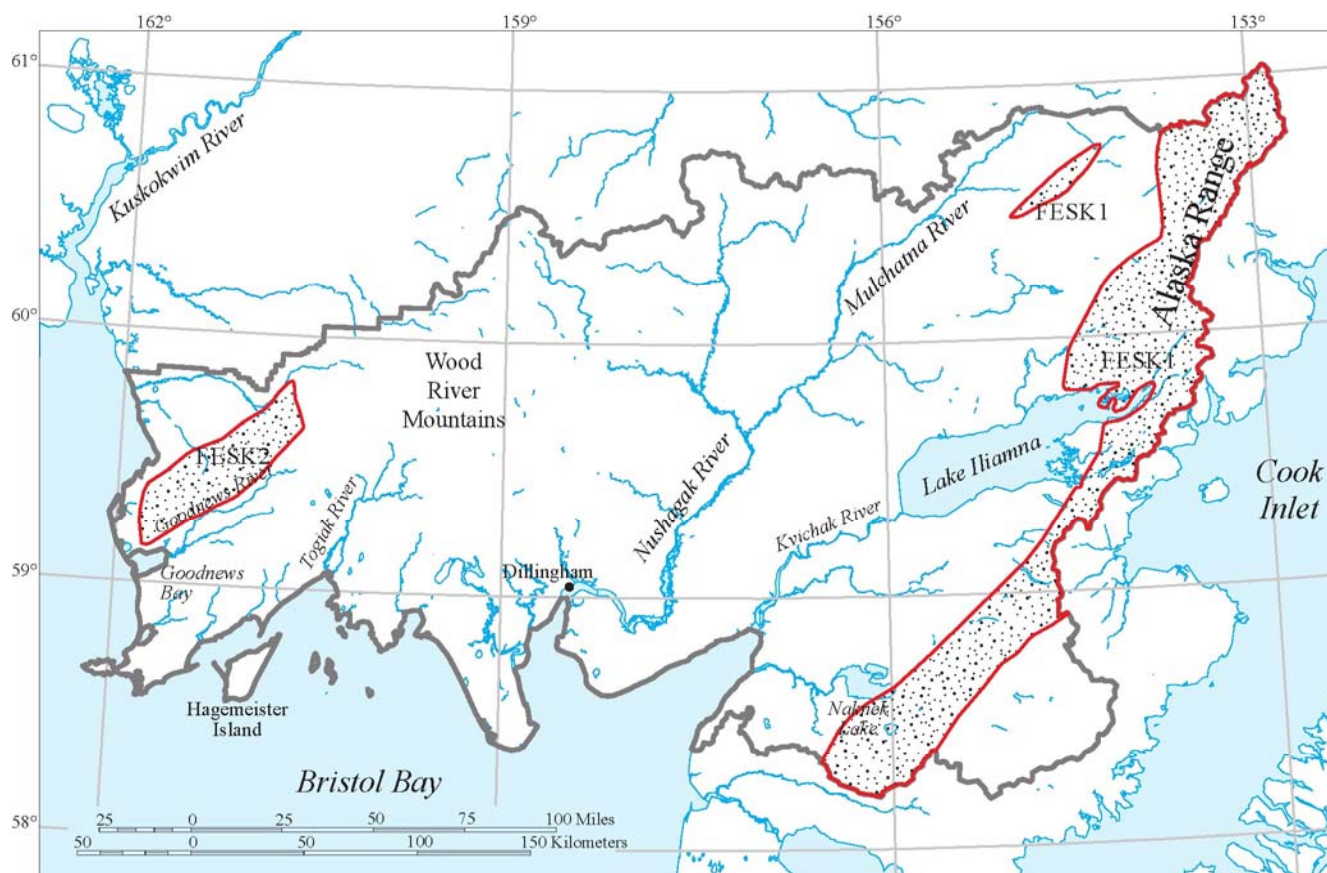 162°
159°
156°
153°
61°
Kuskokwim River
Alaska Range
FESK1
Mulchatna River
60°
Wood
River
Mountains
FESK1
FESK2
Goodnews River
Lake Iliamna
Cook
Inlet
Togiak River
Nushagak River
Kvichak River
59°
Goodnews
Bay
Dillingham
Hagemeister
Island
Naknek
Lake
Bristol Bay
58°
25 0 25 50 75 100 Miles
50 0 50 100 150 Kilometers